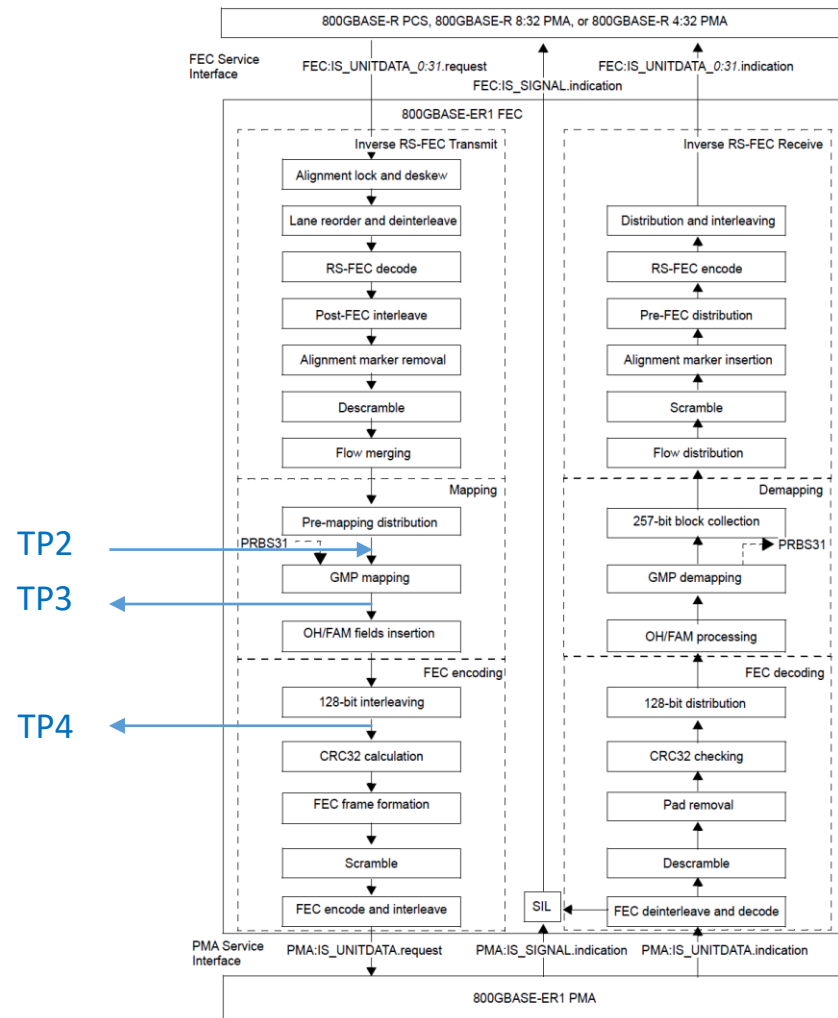 800GBASE-R PCS, 800GBASE-R 8:32 PMA, or 800GBASE-R 4:32 PMA
FEC Service
Interface
FEC:IS_UNITDATA_0:31.request
FEC:IS_UNITDATA_0:31.indication
FEC:IS_SIGNAL.indication
800GBASE-ER1 FEC
Inverse RS-FEC Transmit
Alignment lock and deskew
Lane reorder and deinterleave
RS-FEC decode
Post-FEC interleave
Alignment marker removal
Descramble
Flow merging
Mapping
Pre-mapping distribution
TP2
PRBS31
GMP mapping
TP3
OH/FAM fields insertion
FEC encoding
128-bit interleaving
TP4
CRC32 calculation
FEC frame formation
Scramble
FEC encode and interleave
Inverse RS-FEC Receive
Distribution and interleaving
RS-FEC encode
Pre-FEC distribution
Alignment marker insertion
Scramble
Flow distribution
Demapping
257-bit block collection
PRBS31
GMP demapping
OH/FAM processing
FEC decoding
128-bit distribution
CRC32 checking
Pad removal
Descramble
SIL
FEC deinterleave and decode
PMA Service
Interface
PMA:IS_UNITDATA.request
PMA:IS_SIGNAL.indication
PMA:IS_UNITDATA.indication
800GBASE-ER1 PMA